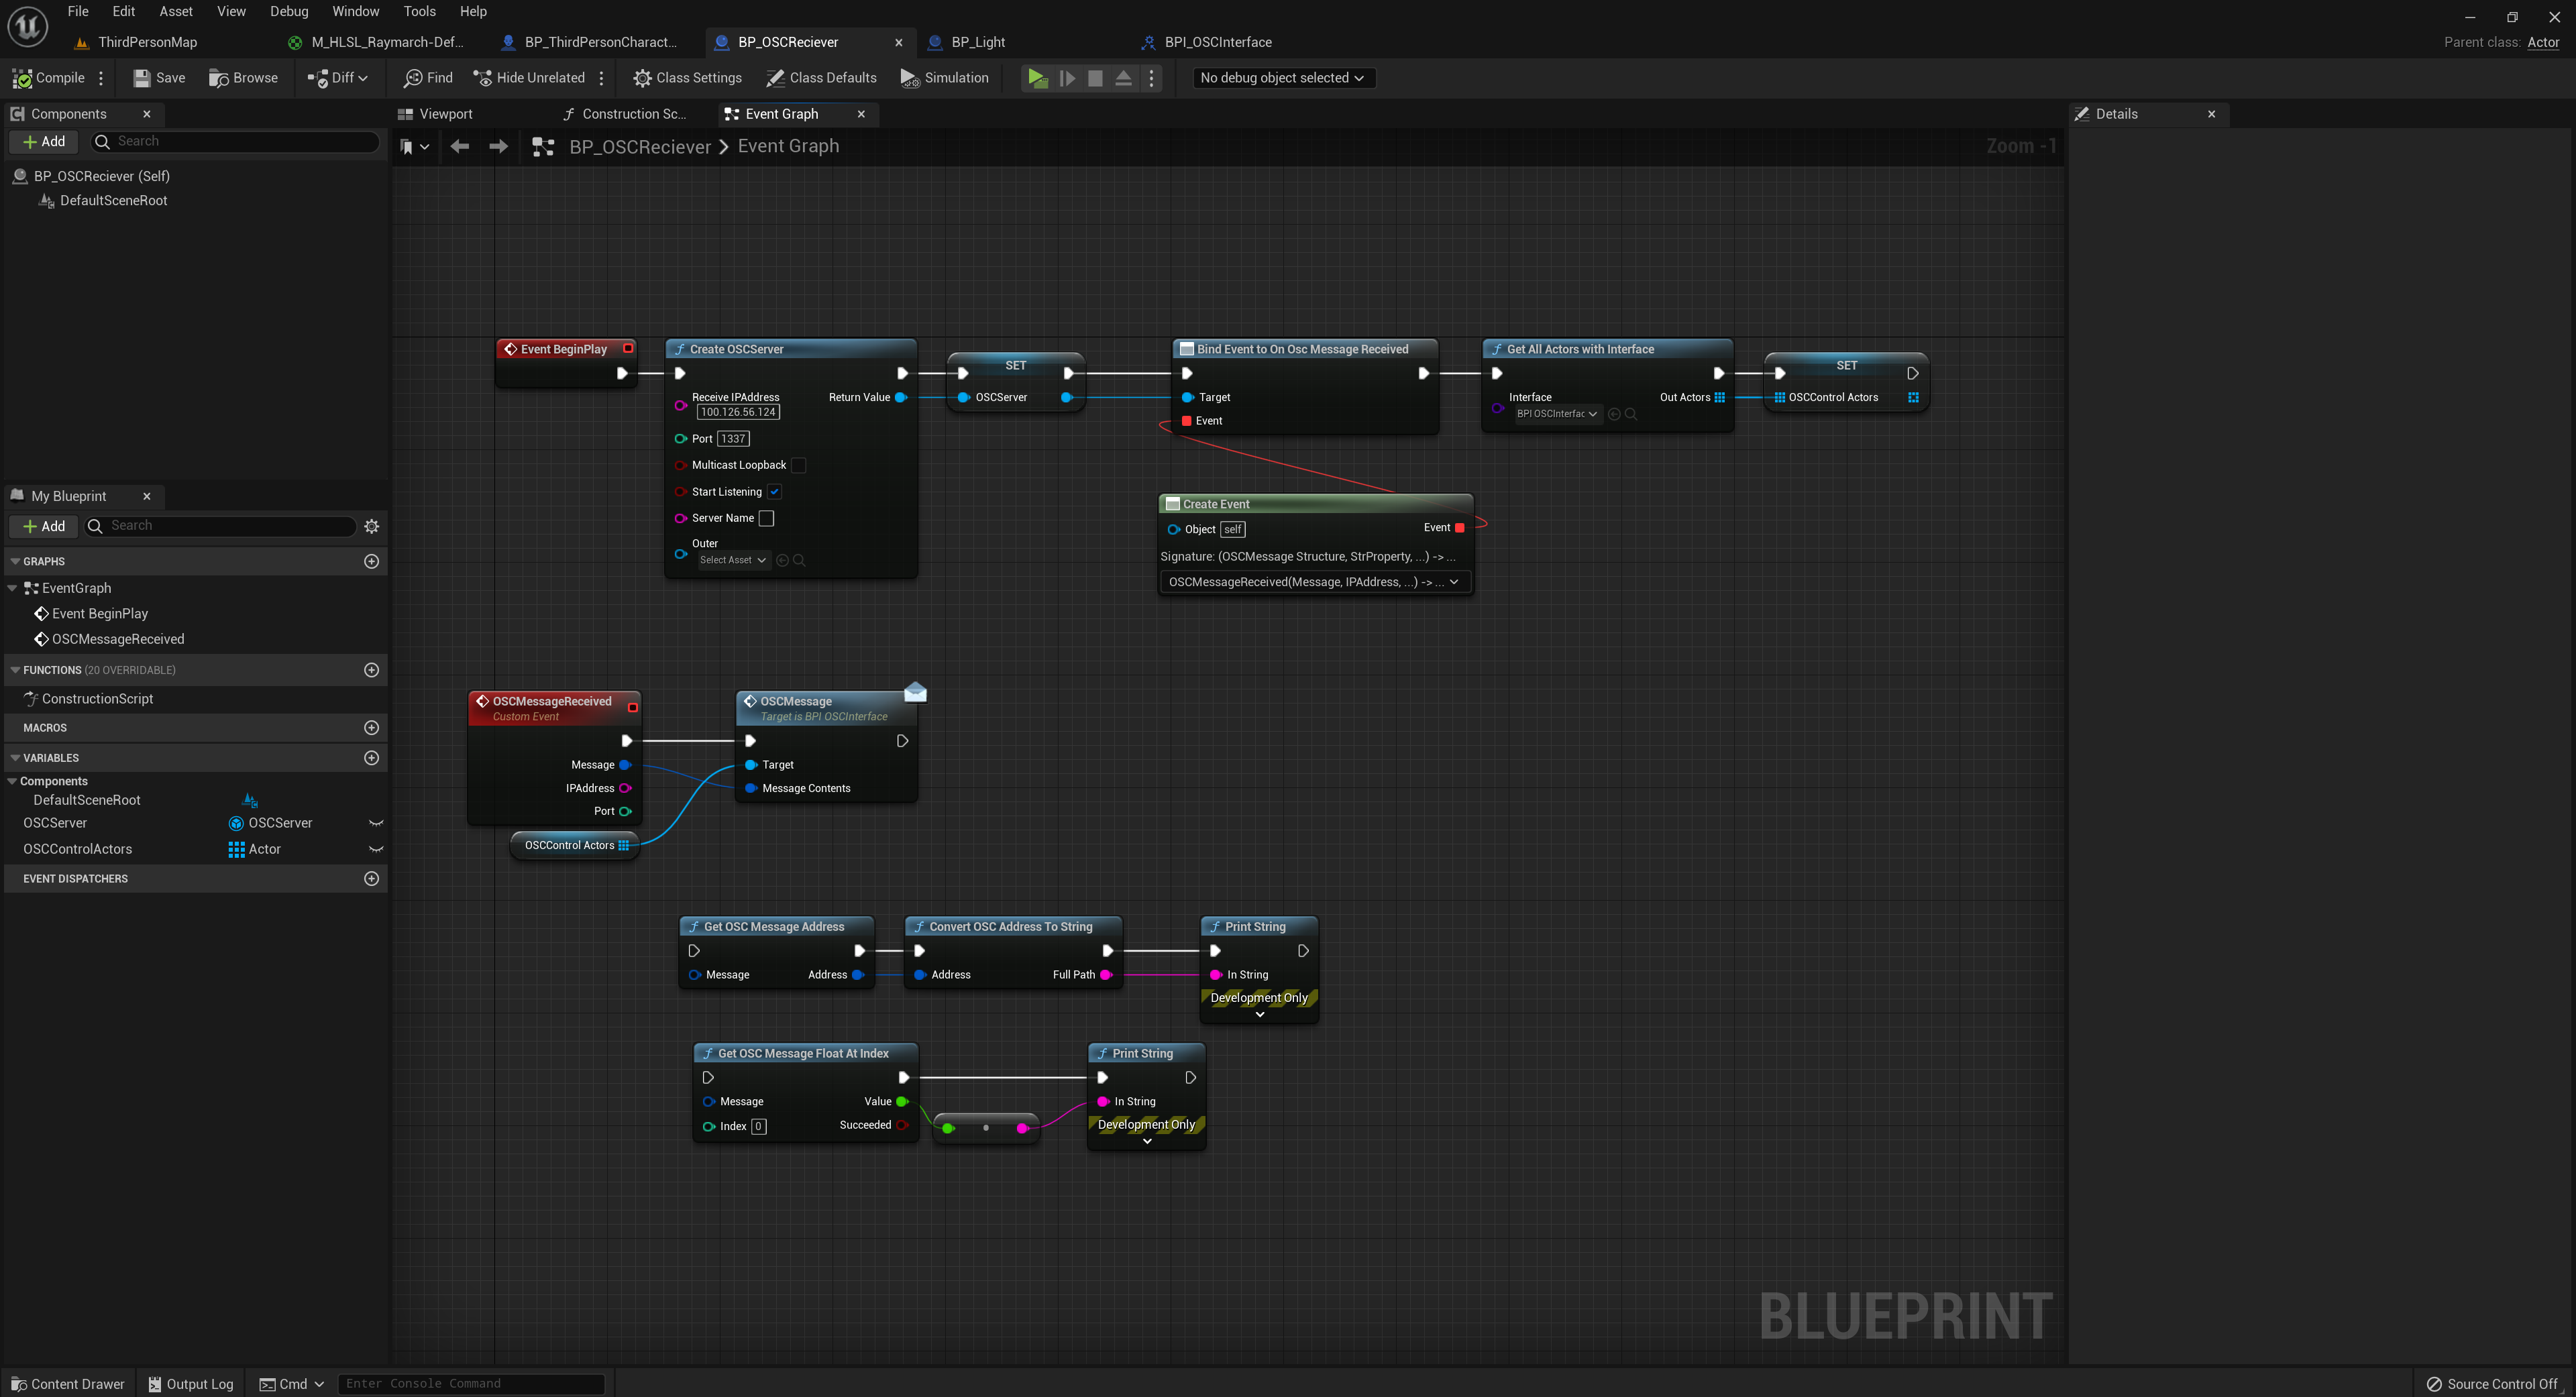 File Edit Asset View Debug Window Tools Help
ThirdPersonMap M_HLSL_Raymarch-Def... BP_ThirdPersonCharact... BP_OSCReciever BP_Light BPI_OSCInterface Parent class: Actor
Compile Save Browse Diff Find Hide Unrelated Class Settings Class Defaults Simulation No debug object selected
Components
Add Search
BP_OSCReciever (Self)
DefaultSceneRoot
My Blueprint
Add Search
GRAPHS
EventGraph
Event BeginPlay
OSCMessageReceived
FUNCTIONS (20 OVERRIDABLE)
ConstructionScript
MACROS
VARIABLES
Components
DefaultSceneRoot
OSCServer OSCServer
OSCControlActors Actor
EVENT DISPATCHERS
Viewport Construction Sc... Event Graph
BP_OSCReciever > Event Graph Zoom -1
Event BeginPlay
Create OSCServer
Receive IPAddress Return Value
100.126.56.124
Port 1337
Multicast Loopback
Start Listening
Server Name
Outer
Select Asset
SET
OSCServer
Bind Event to On Osc Message Received
Target
Event
Get All Actors with Interface
Interface Out Actors
BPI OSCInterfac
SET
OSCControl Actors
Create Event
Object self Event
Signature: (OSCMessage Structure, StrProperty, ...) -> ...
OSCMessageReceived(Message, IPAddress, ...) -> ...
OSCMessageReceived
Custom Event
Message
IPAddress
Port
OSCControl Actors
OSCMessage
Target is BPI OSCInterface
Target
Message Contents
Get OSC Message Address
Message Address
Convert OSC Address To String
Address Full Path
Print String
In String
Development Only
Get OSC Message Float At Index
Message Value
Index 0 Succeeded
Print String
In String
Development Only
BLUEPRINT
Details
Content Drawer Output Log Cmd Enter Console Command Source Control Off